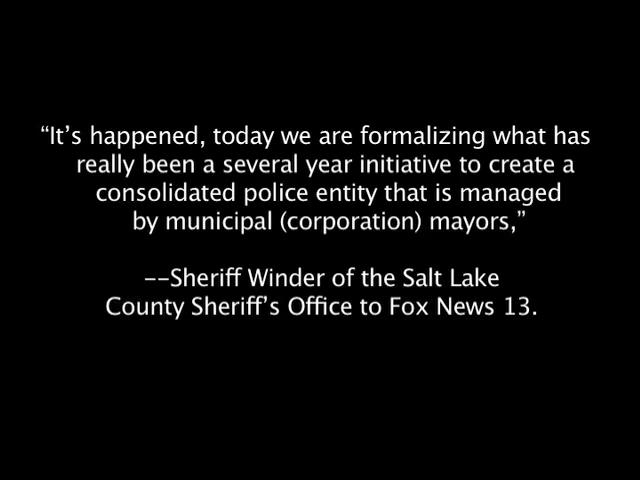 “It’s happened, today we are formalizing what has
really been a several year initiative to create a
consolidated police entity that is managed
by municipal (corporation) mayors,”
--Sheriff Winder of the Salt Lake
County Sheriff’s Office to Fox News 13.